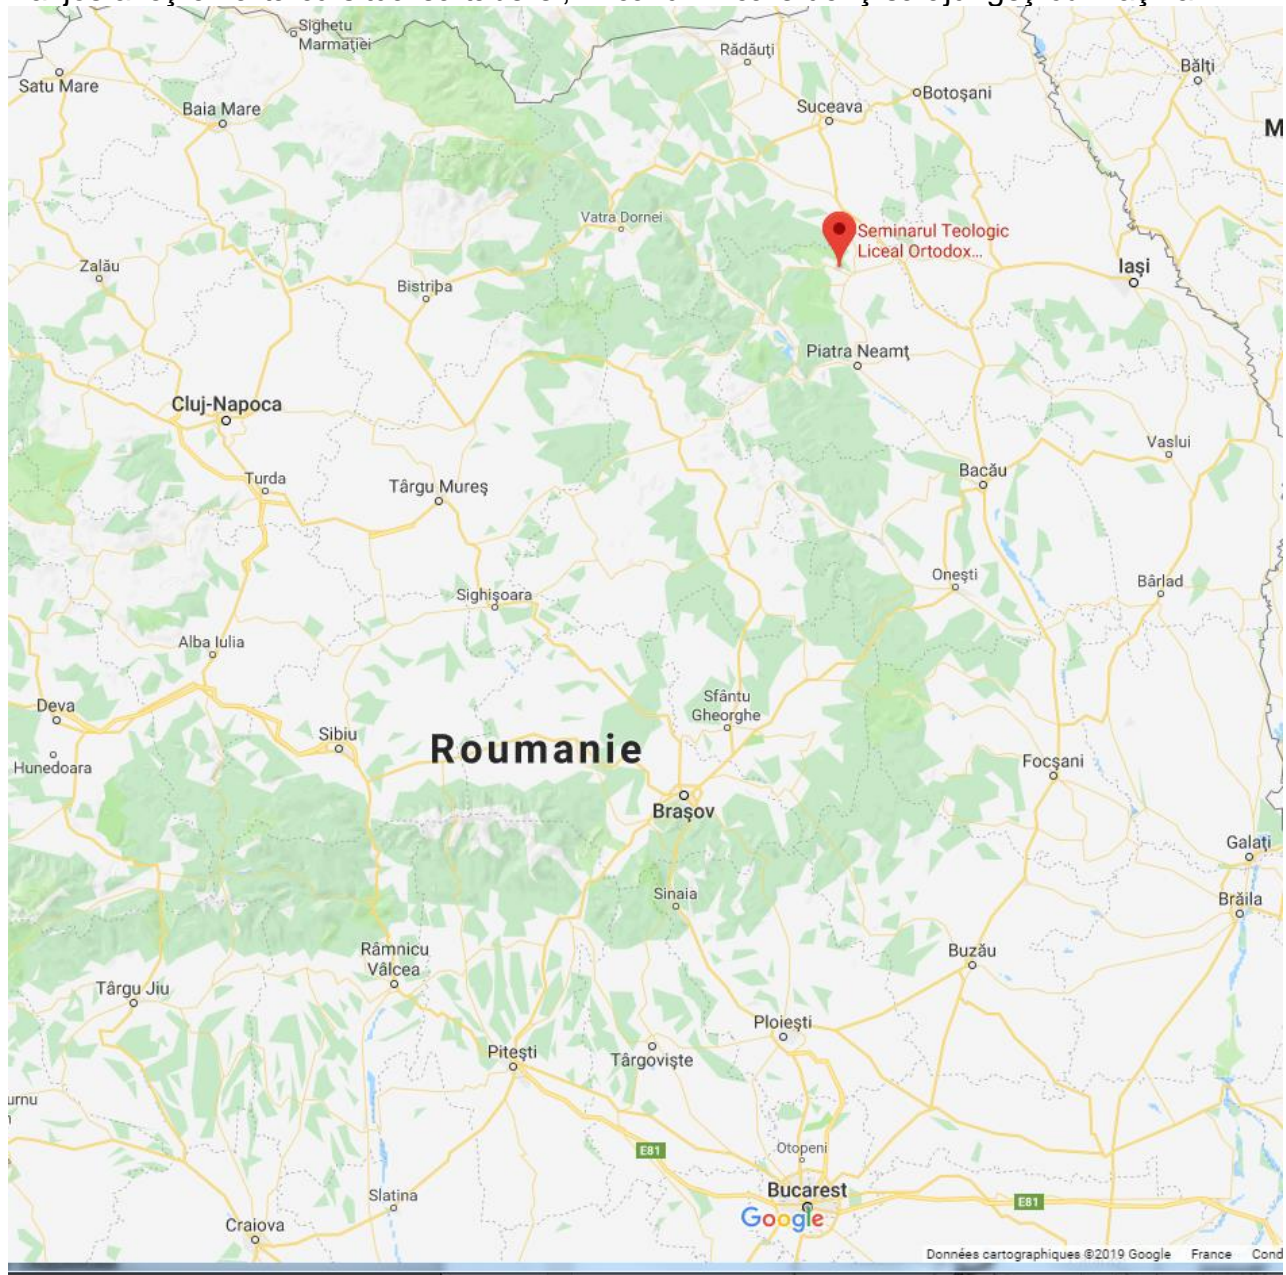 Sighetu
Marmației
Rădăuți
Bălți
Satu Mare
Baia Mare
Suceava
Botoșani
M
Vatra Dornei
Seminarul Teologic
Liceal Ortodox...
Zalău
Iași
Bistrița
Piatra Neamț
Cluj-Napoca
Vaslui
Turda
Târgu Mureș
Bacău
Onești
Bârlad
Sighișoara
Alba Iulia
Deva
Sfântu
Gheorghe
Sibiu
Roumanie
Hunedoara
Focșani
Brașov
Galați
Sinaia
Brăila
Râmnicu
Vâlcea
Buzău
Târgu Jiu
Ploiești
Pitești
Târgoviște
urnu
E81
Otopeni
Bucarest
Slatina
E81
Google
Craiova
Données cartographiques ©2019 Google France Cond